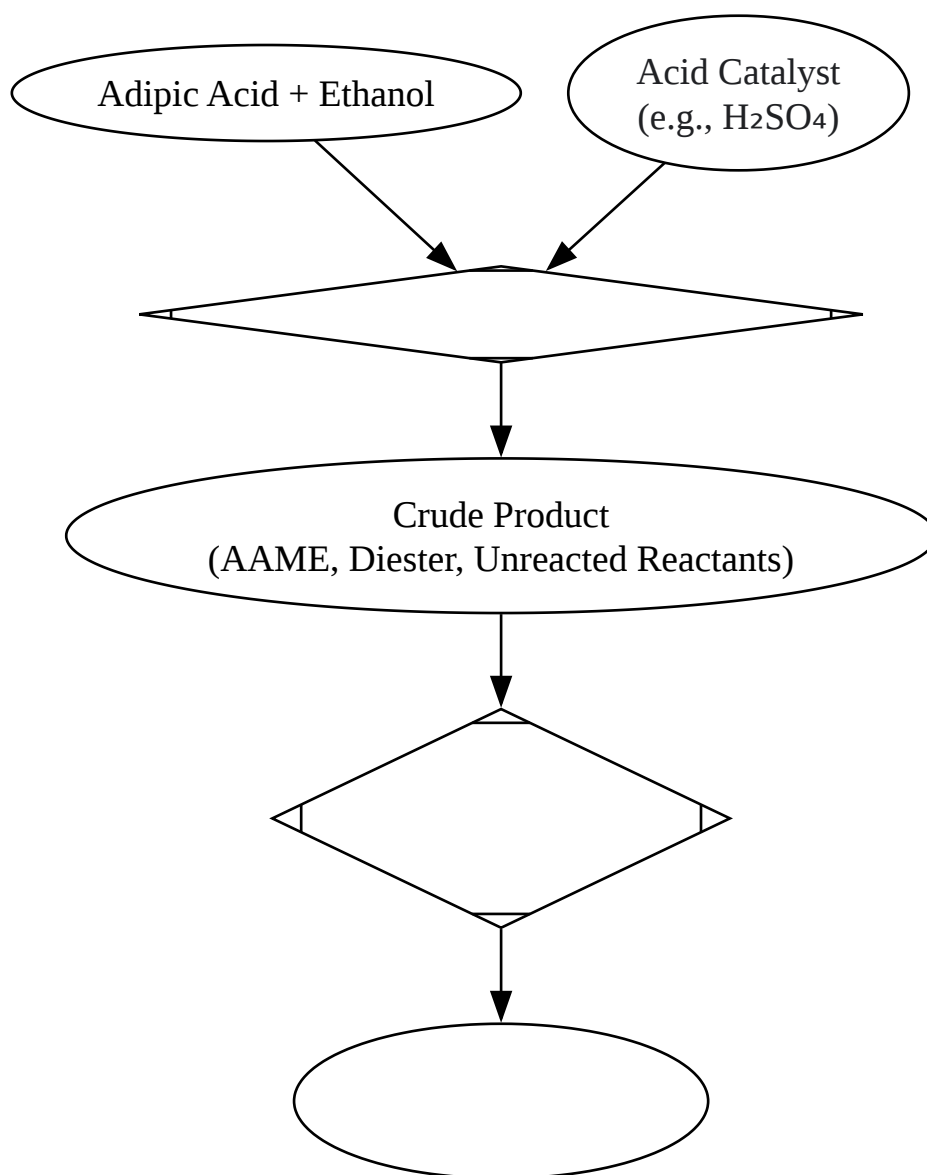 Adipic Acid + Ethanol
Acid Catalyst
(e.g., H₂SO₄)
Crude Product
(AAME, Diester, Unreacted Reactants)